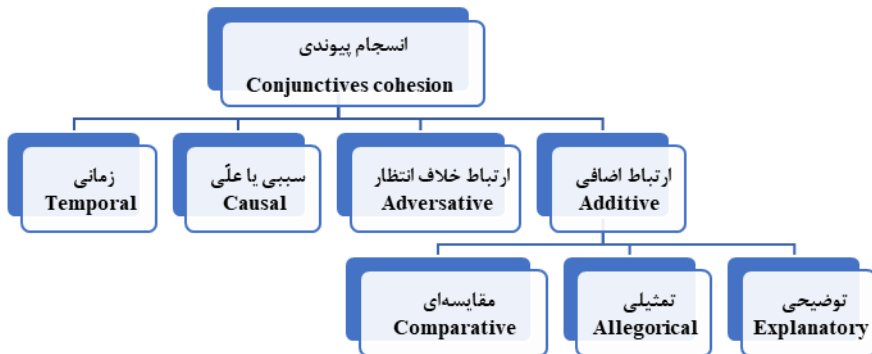 انسجام پیوندی
Conjunctives cohesion
ارتباط اضافی
Additive
ارتباط خلاف انتظار
Adversative
سببی یا علّی
Causal
زمانی
Temporal
توضیحی
Explanatory
تمثیلی
Allegorical
مقایسه‌ای
Comparative